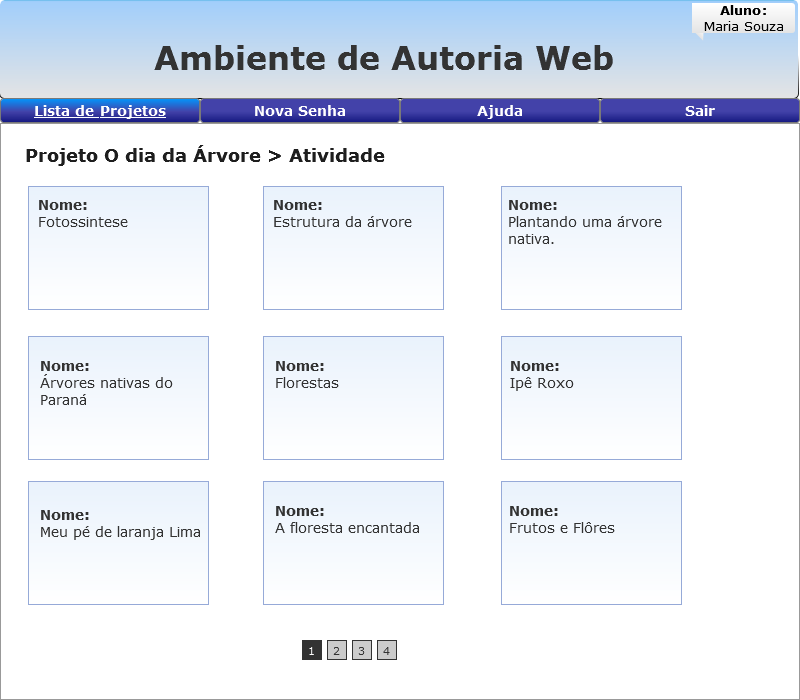 Aluno:
Maria Souza
Ambiente de Autoria Web
Lista de Projetos
Nova Senha
Ajuda
Sair
Projeto O dia da Árvore > Atividade
Nome:
Fotossintese
Nome:
Estrutura da árvore
Nome:
Plantando uma árvore
nativa.
Nome:
Árvores nativas do
Paraná
Nome:
Florestas
Nome:
Ipê Roxo
Nome:
Meu pé de laranja Lima
Nome:
A floresta encantada
Nome:
Frutos e Flôres
1 2 3 4